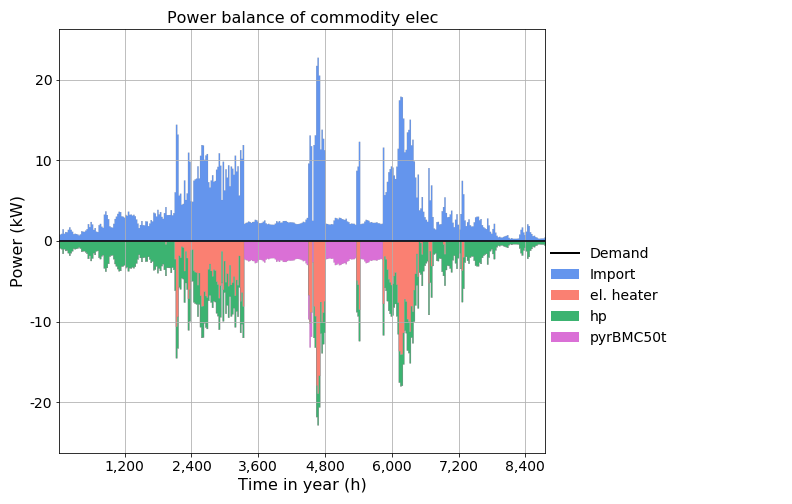 Power balance of commodity elec
Power (kW)
20
10
0
-10
-20
1,200 2,400 3,600 4,800 6,000 7,200 8,400
Time in year (h)
Demand
Import
el. heater
hp
pyrBMC50t